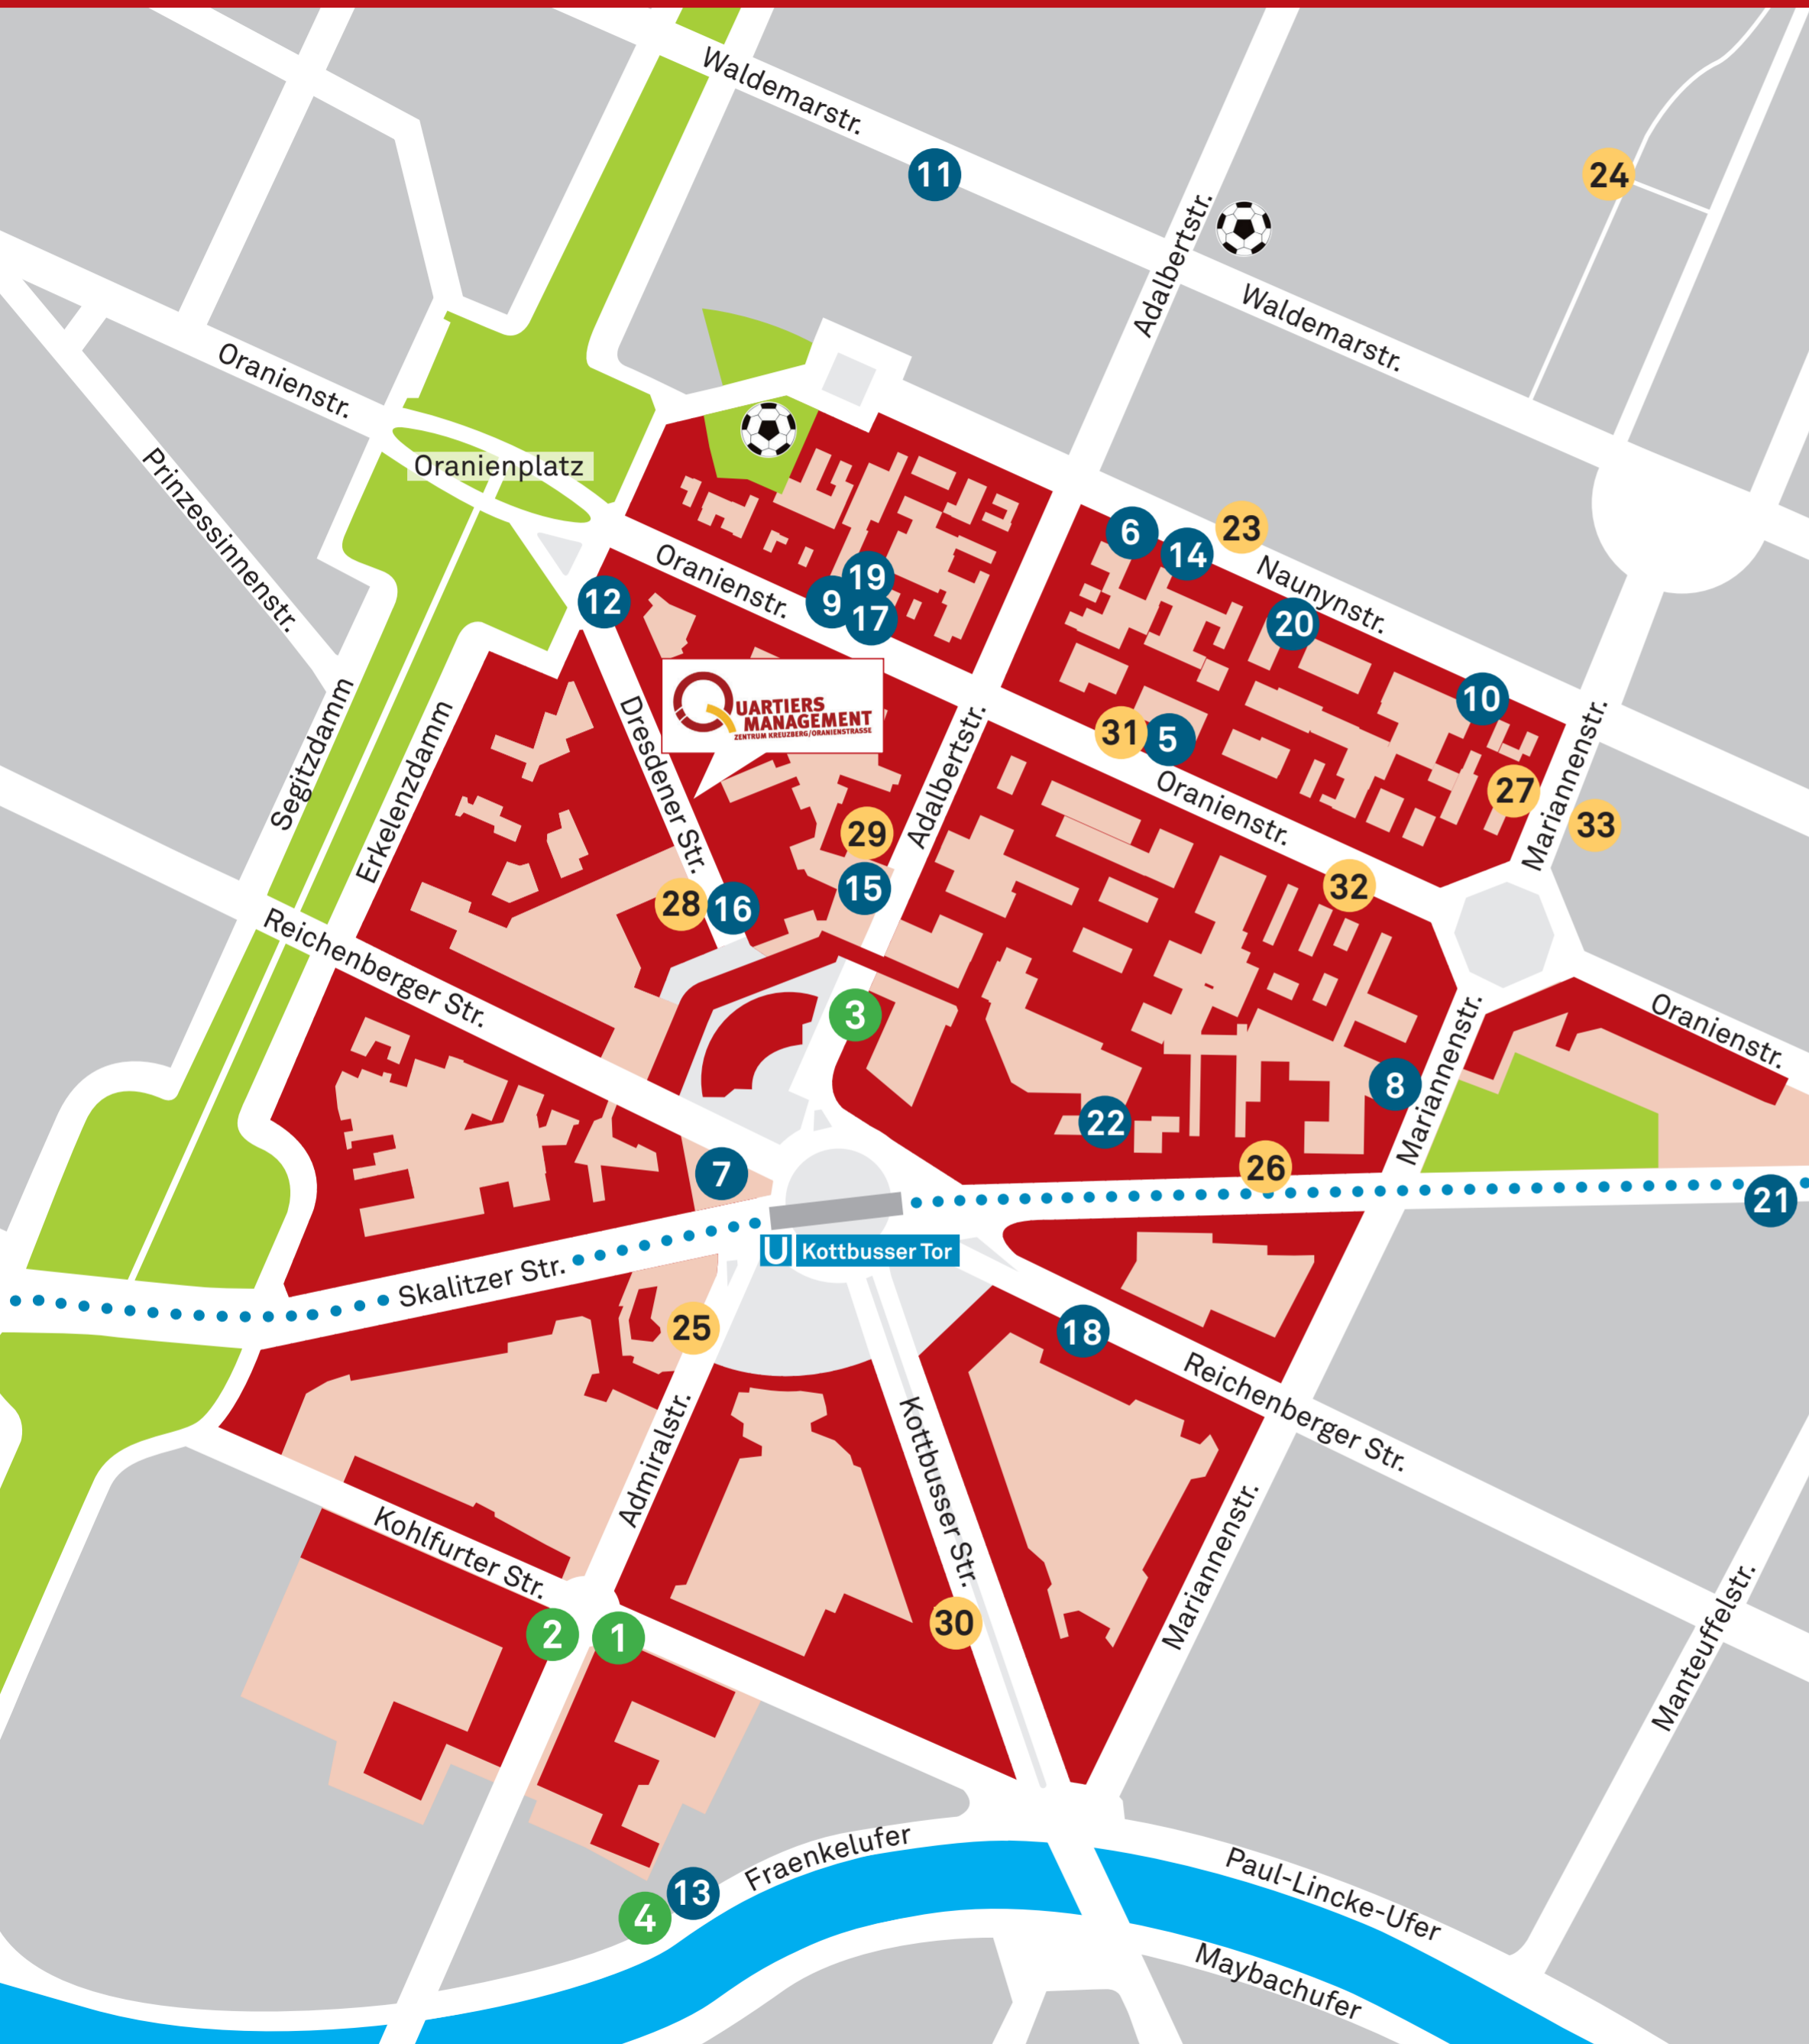 Waldemarstr.
11
24
Adalbertstr.
Waldemarstr.
Oranienstr.
Oranienplatz
Prinzessinnenstr.
6
14
23
Naunynstr.
Oranienstr.
19
9
17
12
20
10
QUARTIERS
MANAGEMENT
ZENTRUM KREUZBERG/ORANIENSTRASSE
Segitzdamm
Erkelenzdamm
Dresdener Str.
Adalbertstr.
31
5
Oranienstr.
27
Mariannenstr.
33
29
15
32
28
16
Reichenberger Str.
3
Oranienstr.
Mariannenstr.
8
22
7
26
21
U
Kottbusser Tor
Skalitzer Str.
25
18
Reichenberger Str.
Admiralstr.
Kottbusser Str.
Mariannenstr.
Kohlfurter Str.
Manteuffelstr.
2
1
30
Fraenkelufer
13
4
Paul-Lincke-Ufer
Maybachufer